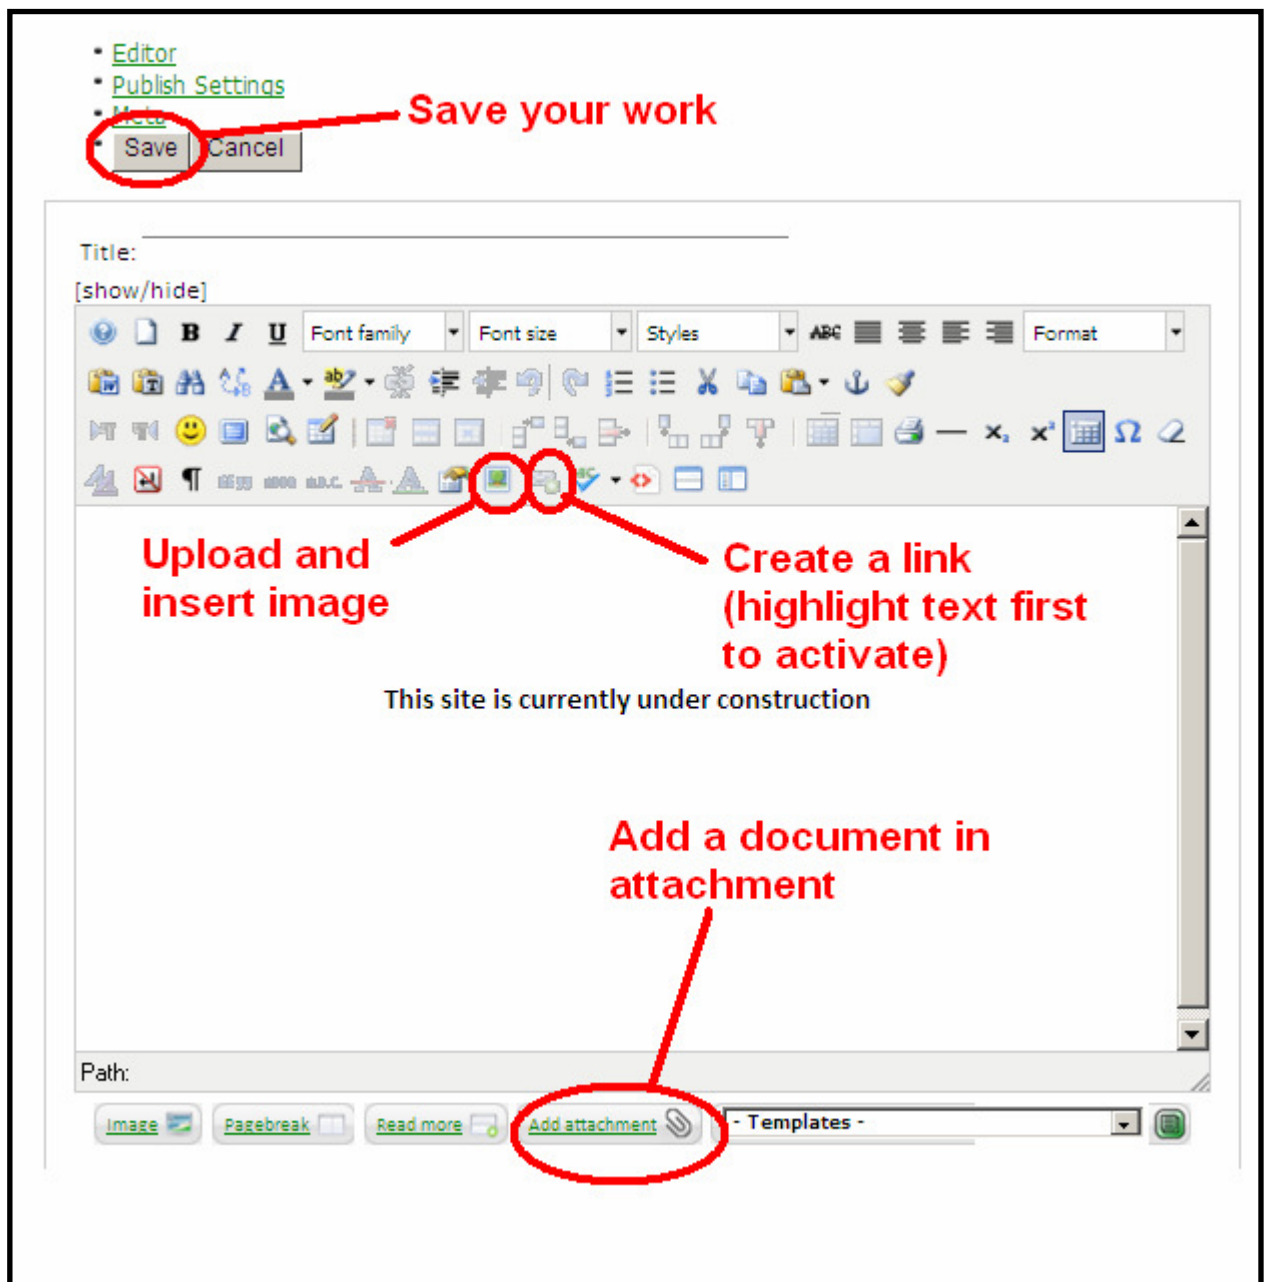 Editor
Publish Settings
Meta
Save your work
Save Cancel
Title:
[show/hide]
B I U Font family Font size Styles ABC Format
Upload and
insert image
Create a link
(highlight text first
to activate)
This site is currently under construction
Add a document in
attachment
Path:
Image Pagebreak Read more Add attachment - Templates -